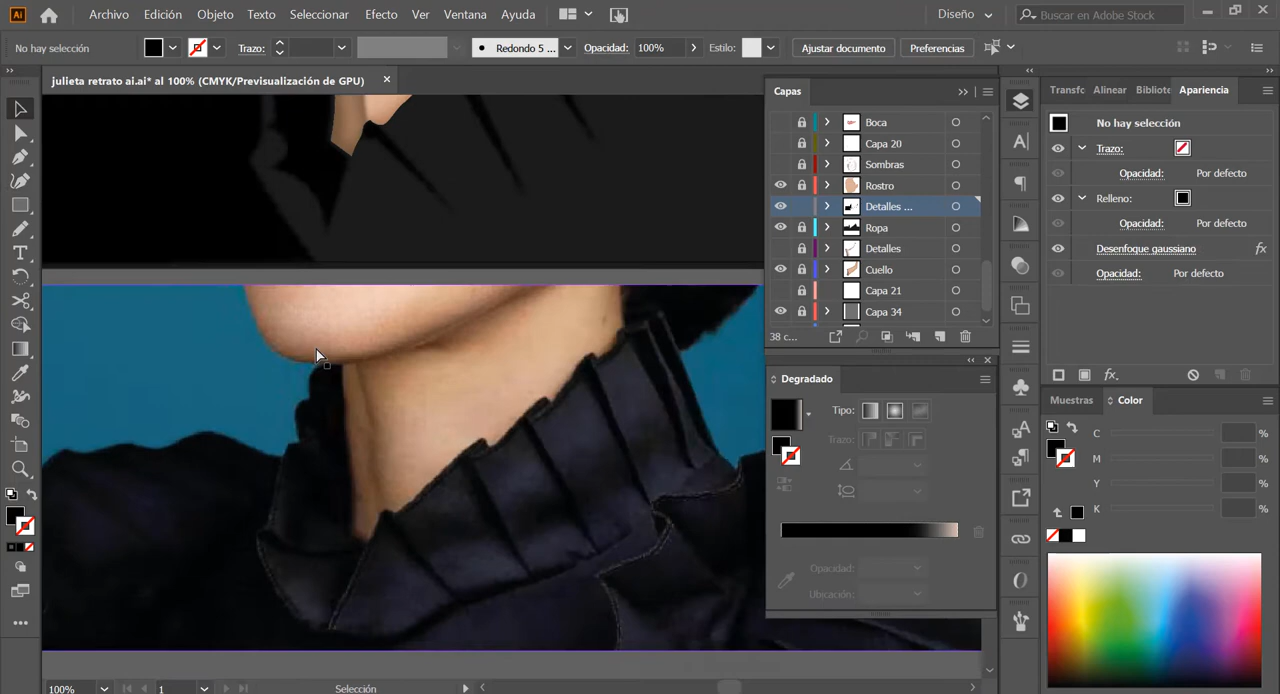 Ai Archivo Edición Objeto Texto Seleccionar Efecto Ver Ventana Ayuda Diseño Buscar en Adobe Stock
No hay selección Trazo: Redondo 5 ... Opacidad: 100% Estilo: Ajustar documento Preferencias
julieta retrato ai.ai* al 100% (CMYK/Previsualización de GPU)
Capas
Boca
Capa 20
Sombras
Rostro
Detalles ...
Ropa
Detalles
Cuello
Capa 21
Capa 34
38 c...
Degradado
Tipo:
Trazo:
Opacidad:
Ubicación:
Transfo Alinear Bibliote Apariencia
No hay selección
Trazo:
Opacidad: Por defecto
Relleno:
Opacidad: Por defecto
Desenfoque gaussiano fx
Opacidad: Por defecto
fx.
Muestras Color
C %
M %
Y %
K %
100% 1 Selección